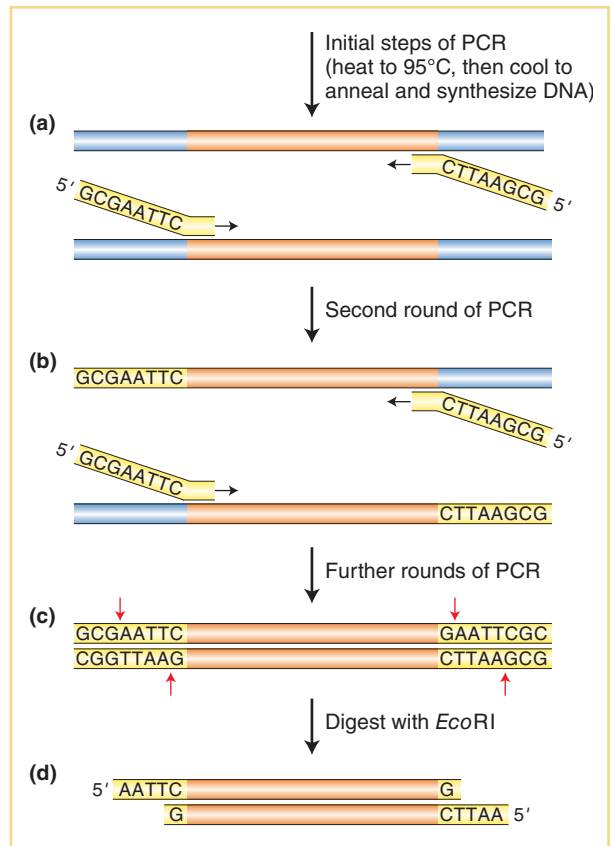 Initial steps of PCR
(heat to 95°C, then cool to
anneal and synthesize DNA)
(a)
CTTAAGCG 5′
5′ GCGAATTC
Second round of PCR
(b)
GCGAATTC
CTTAAGCG 5′
5′ GCGAATTC
CTTAAGCG
Further rounds of PCR
(c)
GCGAATTC GAATTCGC
CGGTTAAG CTTAAGCG
Digest with EcoRI
(d)
5′ AATTC G
G CTTAA 5′